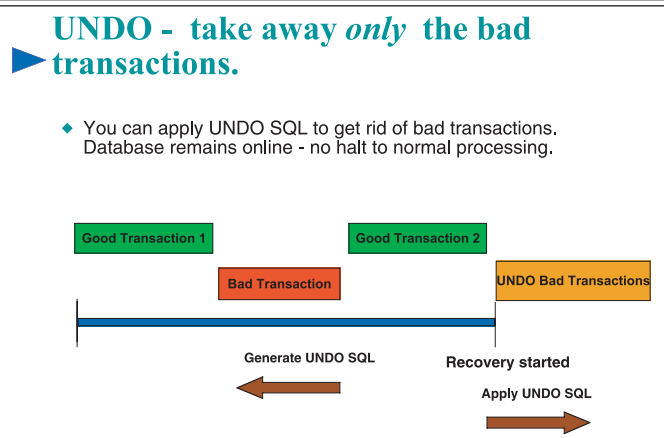 UNDO - take away only the bad
transactions.
You can apply UNDO SQL to get rid of bad transactions.
Database remains online - no halt to normal processing.
Good Transaction 1
Good Transaction 2
Bad Transaction
UNDO Bad Transactions
Generate UNDO SQL
Recovery started
Apply UNDO SQL